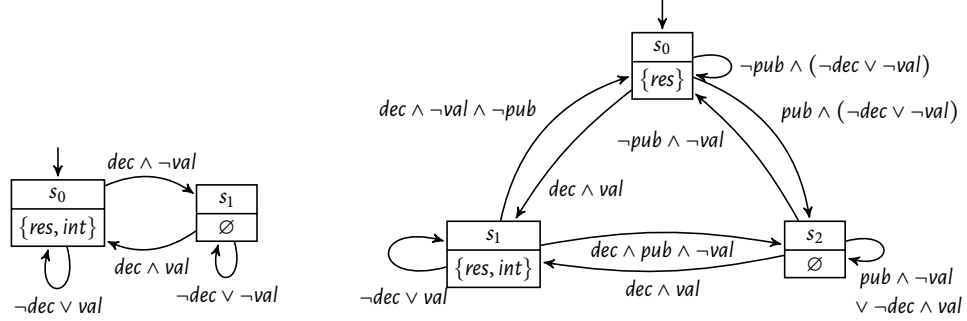 s₀
{res}
¬pub ∧ (¬dec ∨ ¬val)
dec ∧ ¬val ∧ ¬pub
pub ∧ (¬dec ∨ ¬val)
¬pub ∧ ¬val
dec ∧ val
dec ∧ ¬val
s₀
{res, int}
s₁
∅
dec ∧ val
¬dec ∨ val
¬dec ∨ ¬val
s₁
{res, int}
dec ∧ pub ∧ ¬val
dec ∧ val
s₂
∅
¬dec ∨ val
pub ∧ ¬val
∨ ¬dec ∧ val